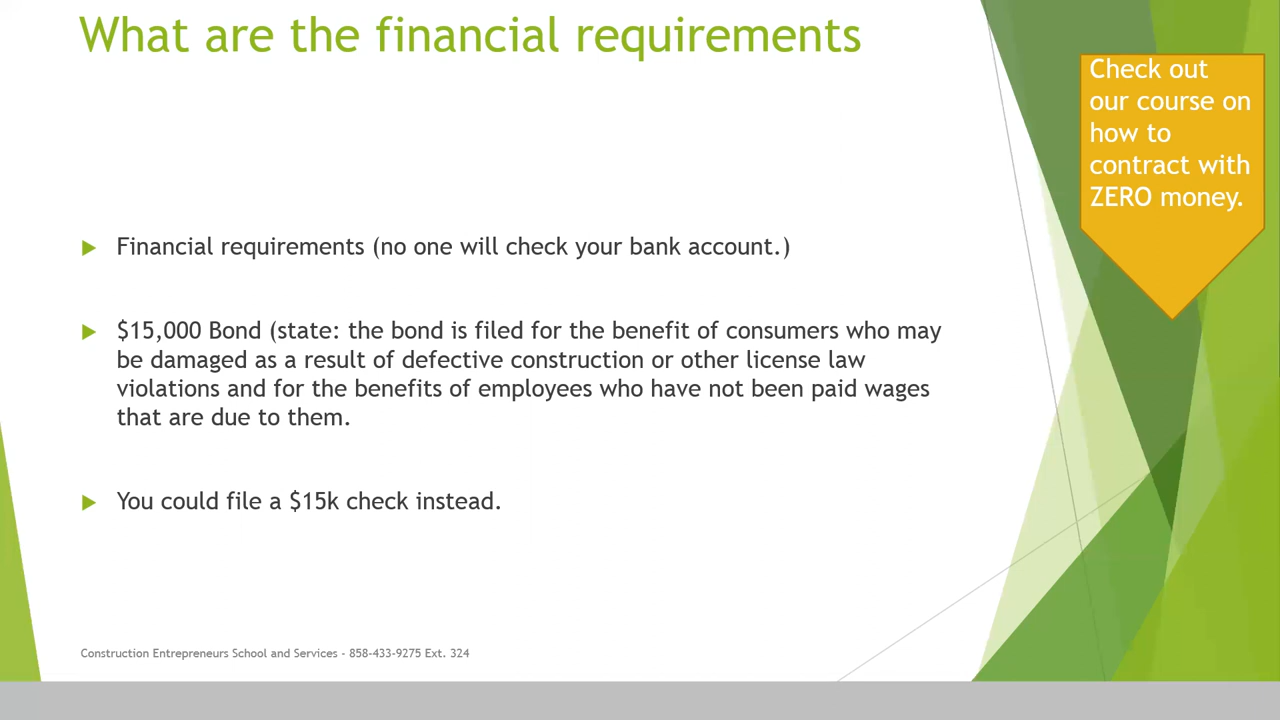 What are the financial requirements
Check out
our course on
how to
contract with
ZERO money.
Financial requirements (no one will check your bank account.)
$15,000 Bond (state: the bond is filed for the benefit of consumers who may
be damaged as a result of defective construction or other license law
violations and for the benefits of employees who have not been paid wages
that are due to them.
You could file a $15k check instead.
Construction Entrepreneurs School and Services - 858-433-9275 Ext. 324